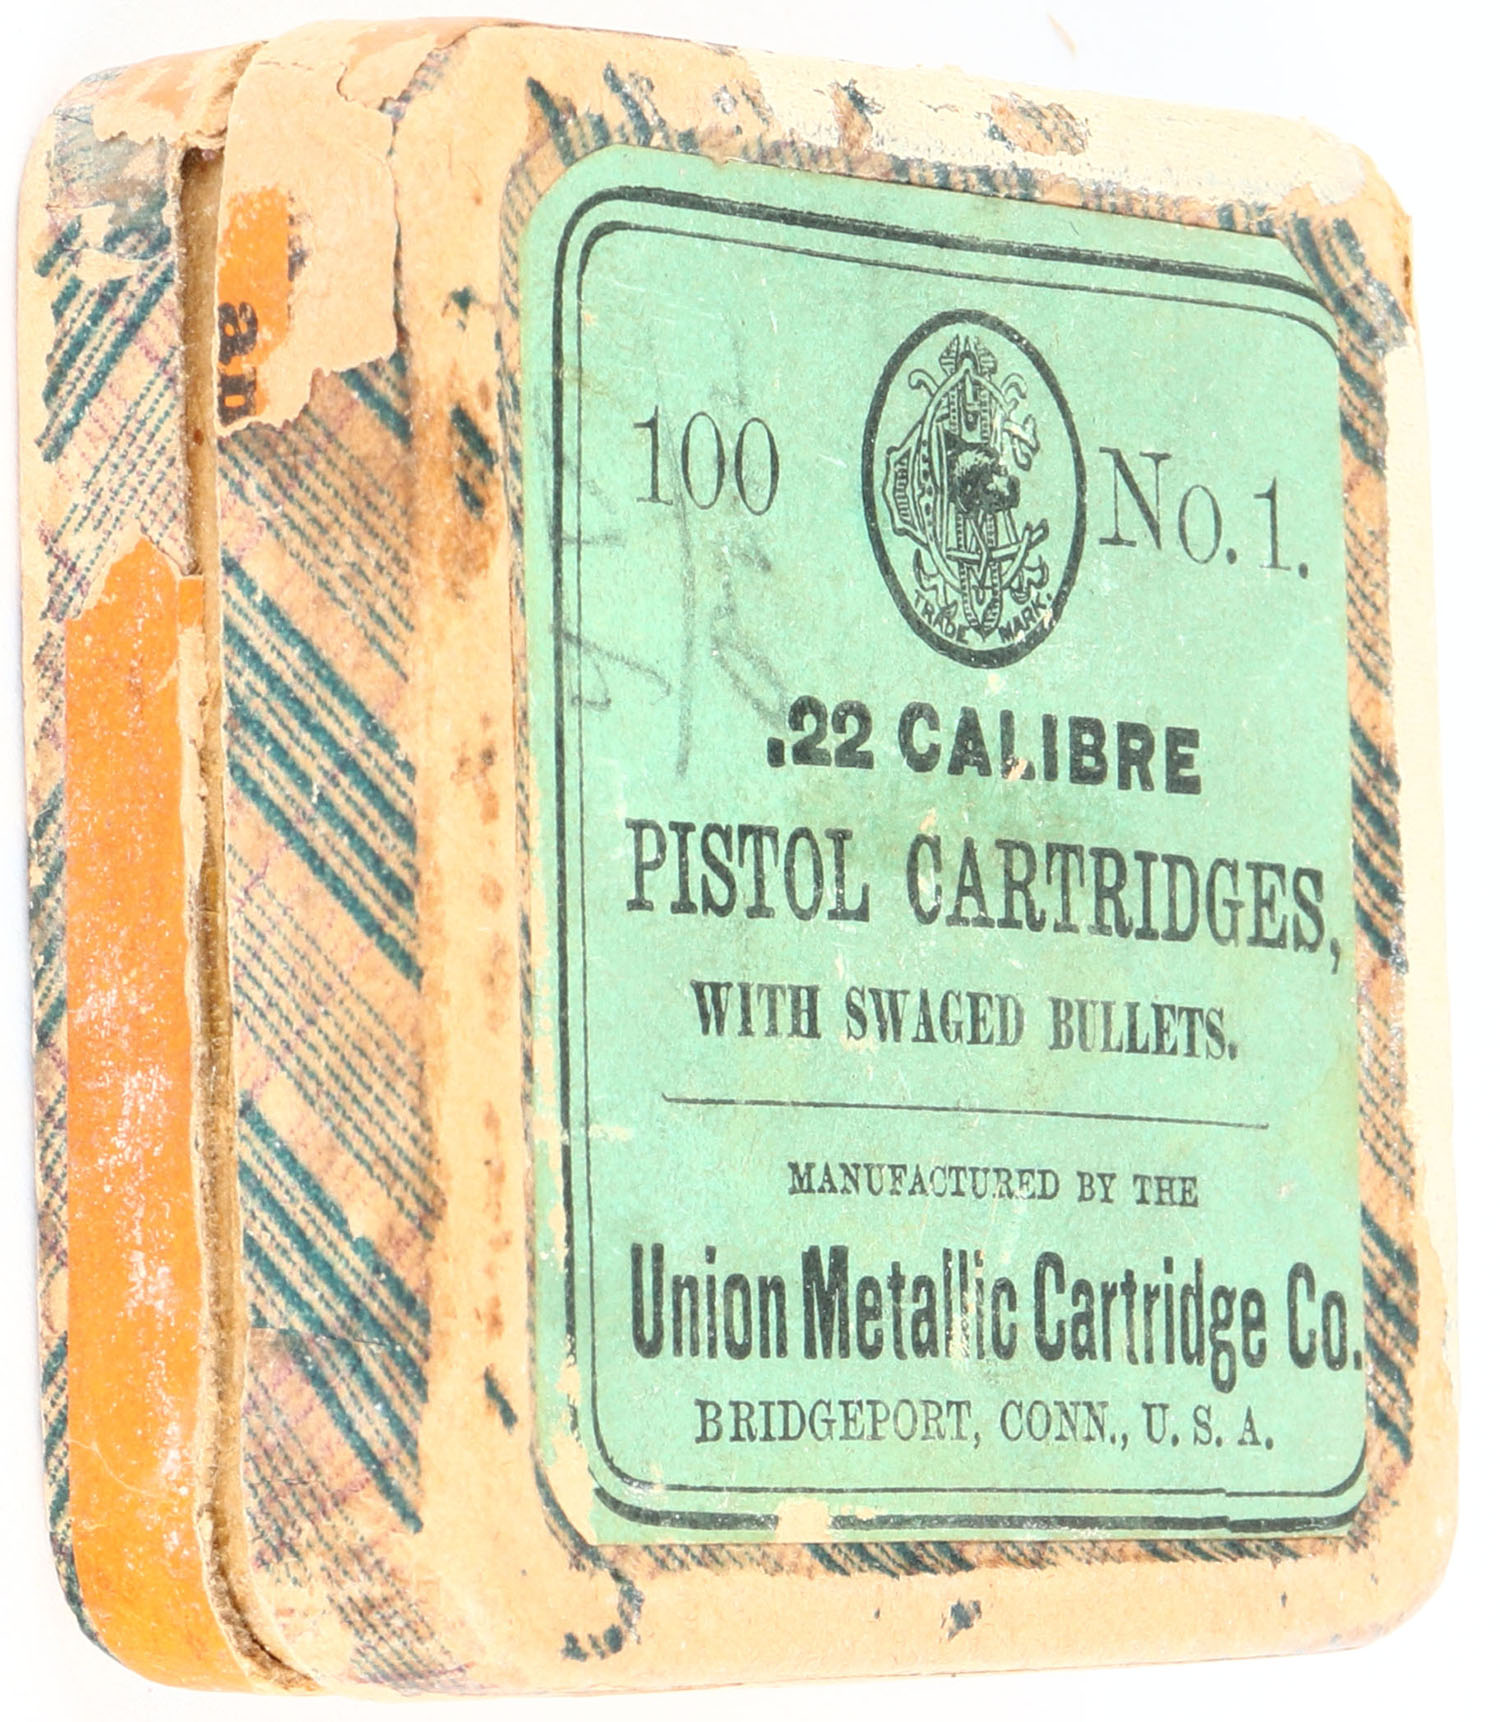 100 No. 1.
TRADE MARK.
.22 CALIBRE
PISTOL CARTRIDGES,
WITH SWAGED BULLETS.
MANUFACTURED BY THE
Union Metallic Cartridge Co.
BRIDGEPORT, CONN., U. S. A.
an